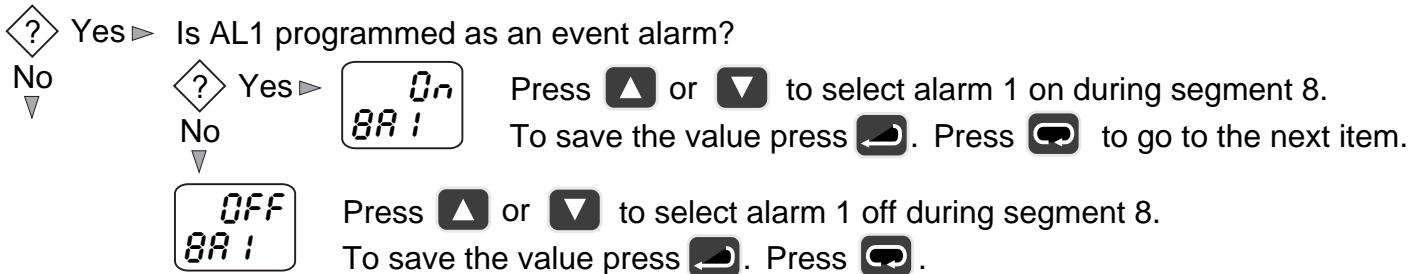 ? Yes Is AL1 programmed as an event alarm?
No
? Yes On Press or to select alarm 1 on during segment 8.
No 8A1 To save the value press . Press to go to the next item.
OFF Press or to select alarm 1 off during segment 8.
8A1 To save the value press . Press .